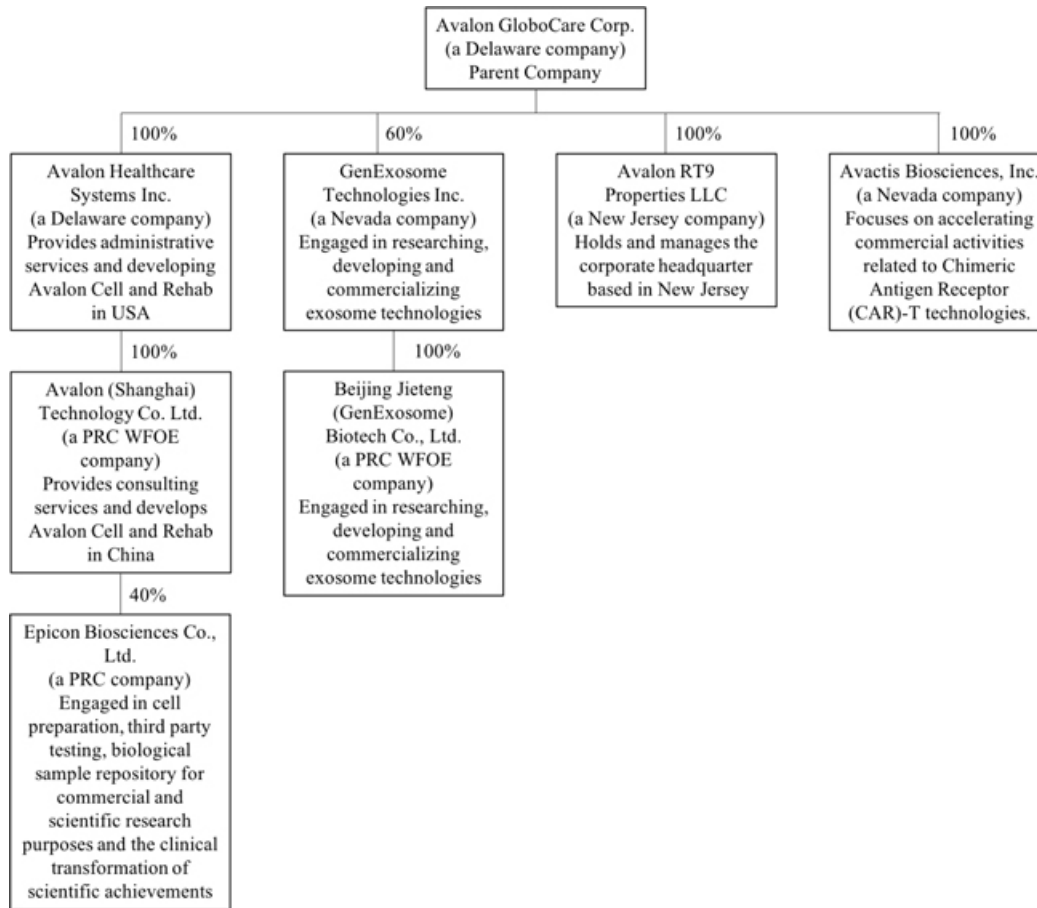 Avalon GloboCare Corp.
(a Delaware company)
Parent Company
100%
60%
100%
100%
Avalon Healthcare
Systems Inc.
(a Delaware company)
Provides administrative
services and developing
Avalon Cell and Rehab
in USA
GenExosome
Technologies Inc.
(a Nevada company)
Engaged in researching,
developing and
commercializing
exosome technologies
Avalon RT9
Properties LLC
(a New Jersey company)
Holds and manages the
corporate headquarter
based in New Jersey
Avactis Biosciences, Inc.
(a Nevada company)
Focuses on accelerating
commercial activities
related to Chimeric
Antigen Receptor
(CAR)-T technologies.
100%
100%
Avalon (Shanghai)
Technology Co. Ltd.
(a PRC WFOE
company)
Provides consulting
services and develops
Avalon Cell and Rehab
in China
Beijing Jieteng
(GenExosome)
Biotech Co., Ltd.
(a PRC WFOE
company)
Engaged in researching,
developing and
commercializing
exosome technologies
40%
Epicon Biosciences Co.,
Ltd.
(a PRC company)
Engaged in cell
preparation, third party
testing, biological
sample repository for
commercial and
scientific research
purposes and the clinical
transformation of
scientific achievements